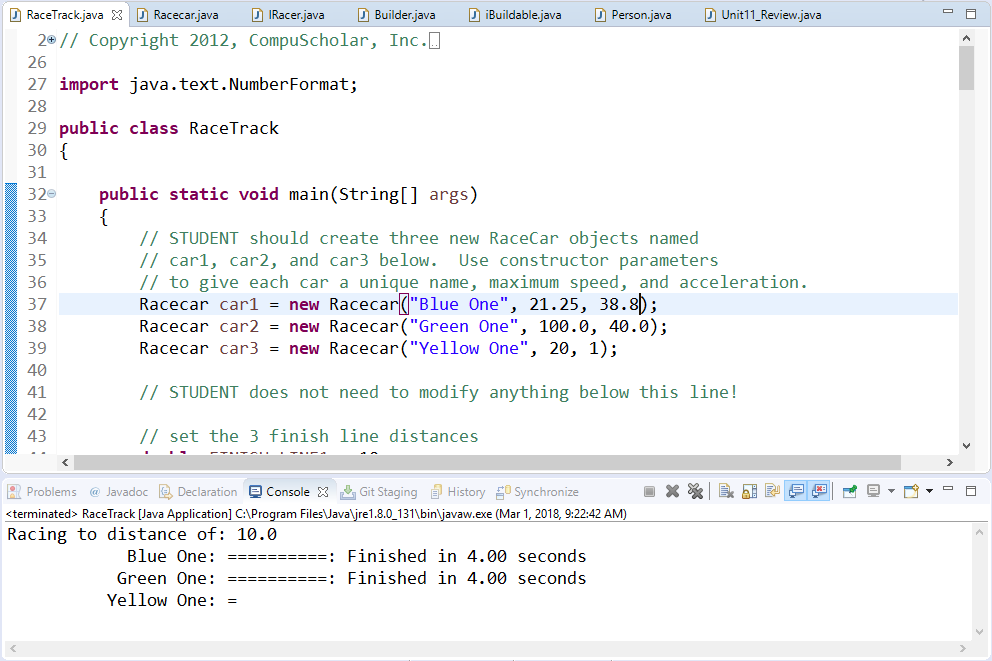 RaceTrack.java Racecar.java IRacer.java Builder.java iBuildable.java Person.java Unit11_Review.java
2 // Copyright 2012, CompuScholar, Inc.
26
27 import java.text.NumberFormat;
28
29 public class RaceTrack
30 {
31
32 public static void main(String[] args)
33 {
34 // STUDENT should create three new RaceCar objects named
35 // car1, car2, and car3 below.  Use constructor parameters
36 // to give each car a unique name, maximum speed, and acceleration.
37 Racecar car1 = new Racecar("Blue One", 21.25, 38.8);
38 Racecar car2 = new Racecar("Green One", 100.0, 40.0);
39 Racecar car3 = new Racecar("Yellow One", 20, 1);
40
41 // STUDENT does not need to modify anything below this line!
42
43 // set the 3 finish line distances
Problems Javadoc Declaration Console Git Staging History Synchronize
<terminated> RaceTrack [Java Application] C:\Program Files\Java\jre1.8.0_131\bin\javaw.exe (Mar 1, 2018, 9:22:42 AM)
Racing to distance of: 10.0
Blue One: ==========: Finished in 4.00 seconds
Green One: ==========: Finished in 4.00 seconds
Yellow One: =